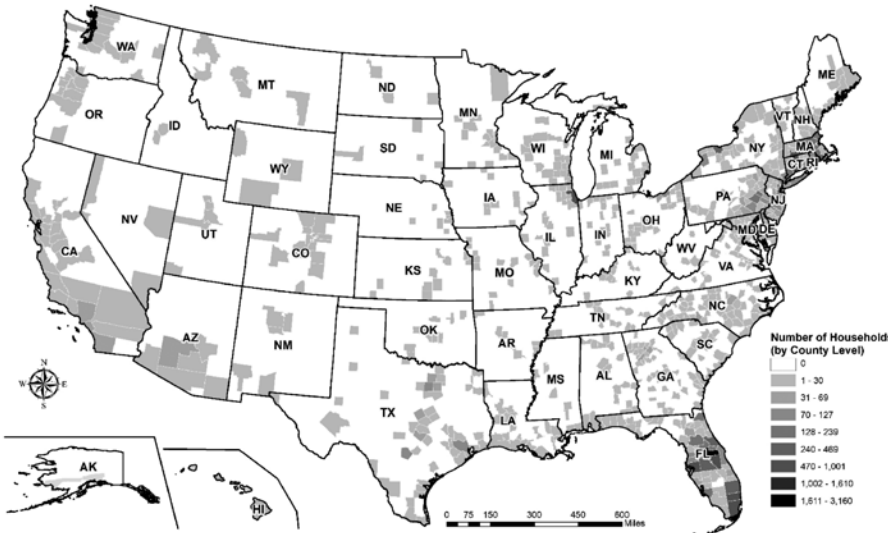 WA
MT
ND
MN
ME
OR
ID
SD
WI
MI
VT
NH
NY
MA
CT
RI
WY
IA
PA
NJ
NE
NV
UT
CO
IL
IN
OH
MD
DE
CA
KS
MO
WV
VA
KY
NC
TN
AZ
NM
OK
AR
SC
MS
AL
GA
TX
LA
FL
AK
HI
N
W
E
S
Number of Households
(by County Level)
0
1 - 30
31 - 69
70 - 127
128 - 239
240 - 469
470 - 1,001
1,002 - 1,610
1,611 - 3,160
0 75 150 300 450 600
Miles